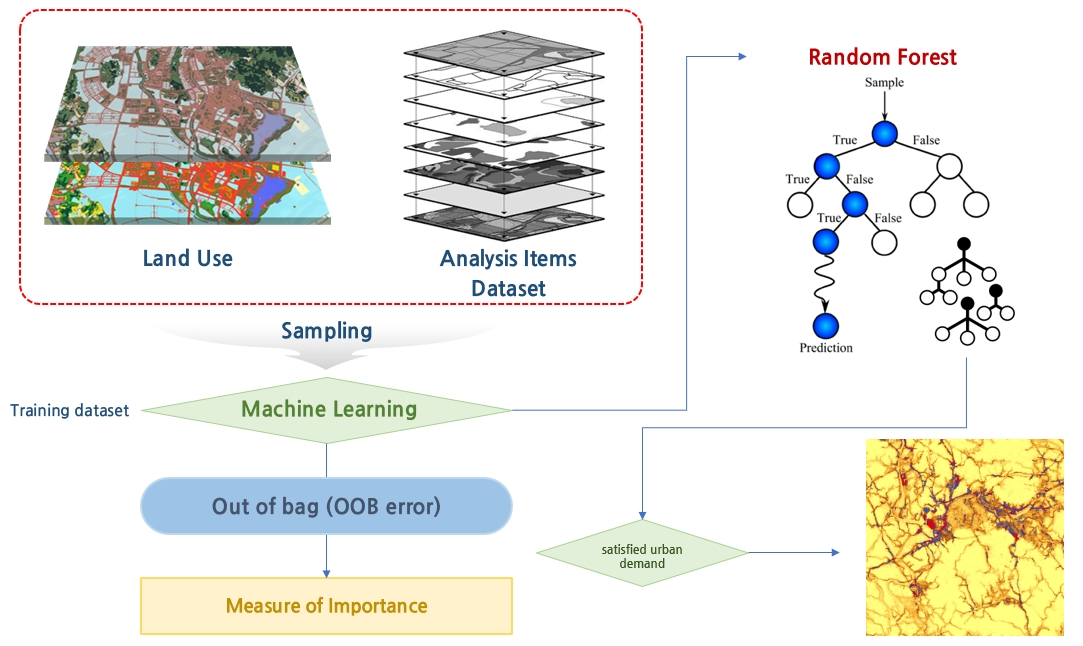 Land Use
Analysis Items
Dataset
Sampling
Training dataset
Machine Learning
Out of bag (OOB error)
Measure of Importance
Random Forest
Sample
True
False
True
False
True
False
Prediction
satisfied urban
demand